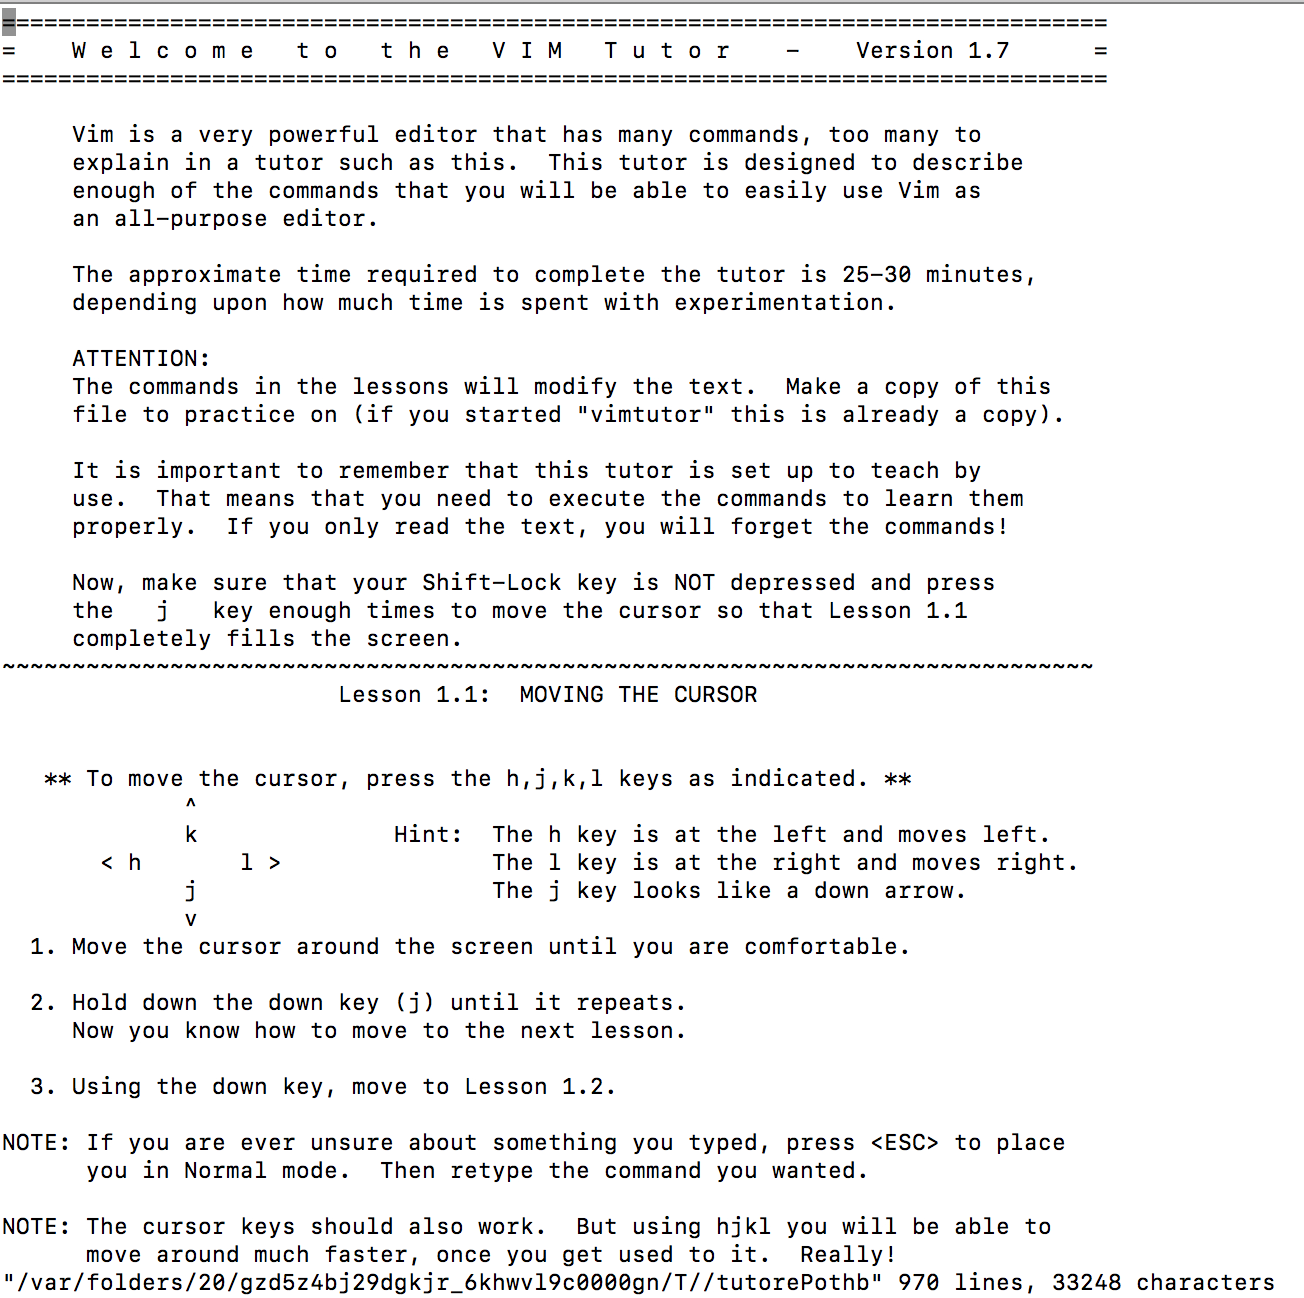 ===============================================================================
=    W e l c o m e   t o   t h e   V I M   T u t o r    -    Version 1.7      =
===============================================================================

     Vim is a very powerful editor that has many commands, too many to
     explain in a tutor such as this.  This tutor is designed to describe
     enough of the commands that you will be able to easily use Vim as
     an all-purpose editor.

     The approximate time required to complete the tutor is 25-30 minutes,
     depending upon how much time is spent with experimentation.

     ATTENTION:
     The commands in the lessons will modify the text.  Make a copy of this
     file to practice on (if you started "vimtutor" this is already a copy).

     It is important to remember that this tutor is set up to teach by
     use.  That means that you need to execute the commands to learn them
     properly.  If you only read the text, you will forget the commands!

     Now, make sure that your Shift-Lock key is NOT depressed and press
     the   j   key enough times to move the cursor so that Lesson 1.1
     completely fills the screen.
~~~~~~~~~~~~~~~~~~~~~~~~~~~~~~~~~~~~~~~~~~~~~~~~~~~~~~~~~~~~~~~~~~~~~~~~~~~~~~
                        Lesson 1.1:  MOVING THE CURSOR


   ** To move the cursor, press the h,j,k,l keys as indicated. **
             ^
             k              Hint:  The h key is at the left and moves left.
       < h       l >               The l key is at the right and moves right.
             j                     The j key looks like a down arrow.
             v
  1. Move the cursor around the screen until you are comfortable.

  2. Hold down the down key (j) until it repeats.
     Now you know how to move to the next lesson.

  3. Using the down key, move to Lesson 1.2.

NOTE: If you are ever unsure about something you typed, press <ESC> to place
      you in Normal mode.  Then retype the command you wanted.

NOTE: The cursor keys should also work.  But using hjkl you will be able to
      move around much faster, once you get used to it.  Really!
"/var/folders/20/gzd5z4bj29dgkjr_6khwvl9c0000gn/T//tutorePothb" 970 lines, 33248 characters